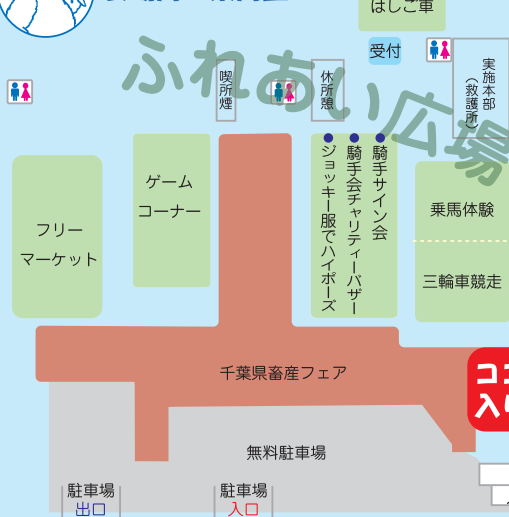 はしご車
受付
ふれあい広場
喫煙所
休憩所
実施本部
（救護所）
ゲーム
コーナー
フリー
マーケット
騎手サイン会
騎手会チャリティーバザー
ジョッキー服でハイポーズ
乗馬体験
三輪車競走
千葉県畜産フェア
無料駐車場
駐車場
出口
駐車場
入口